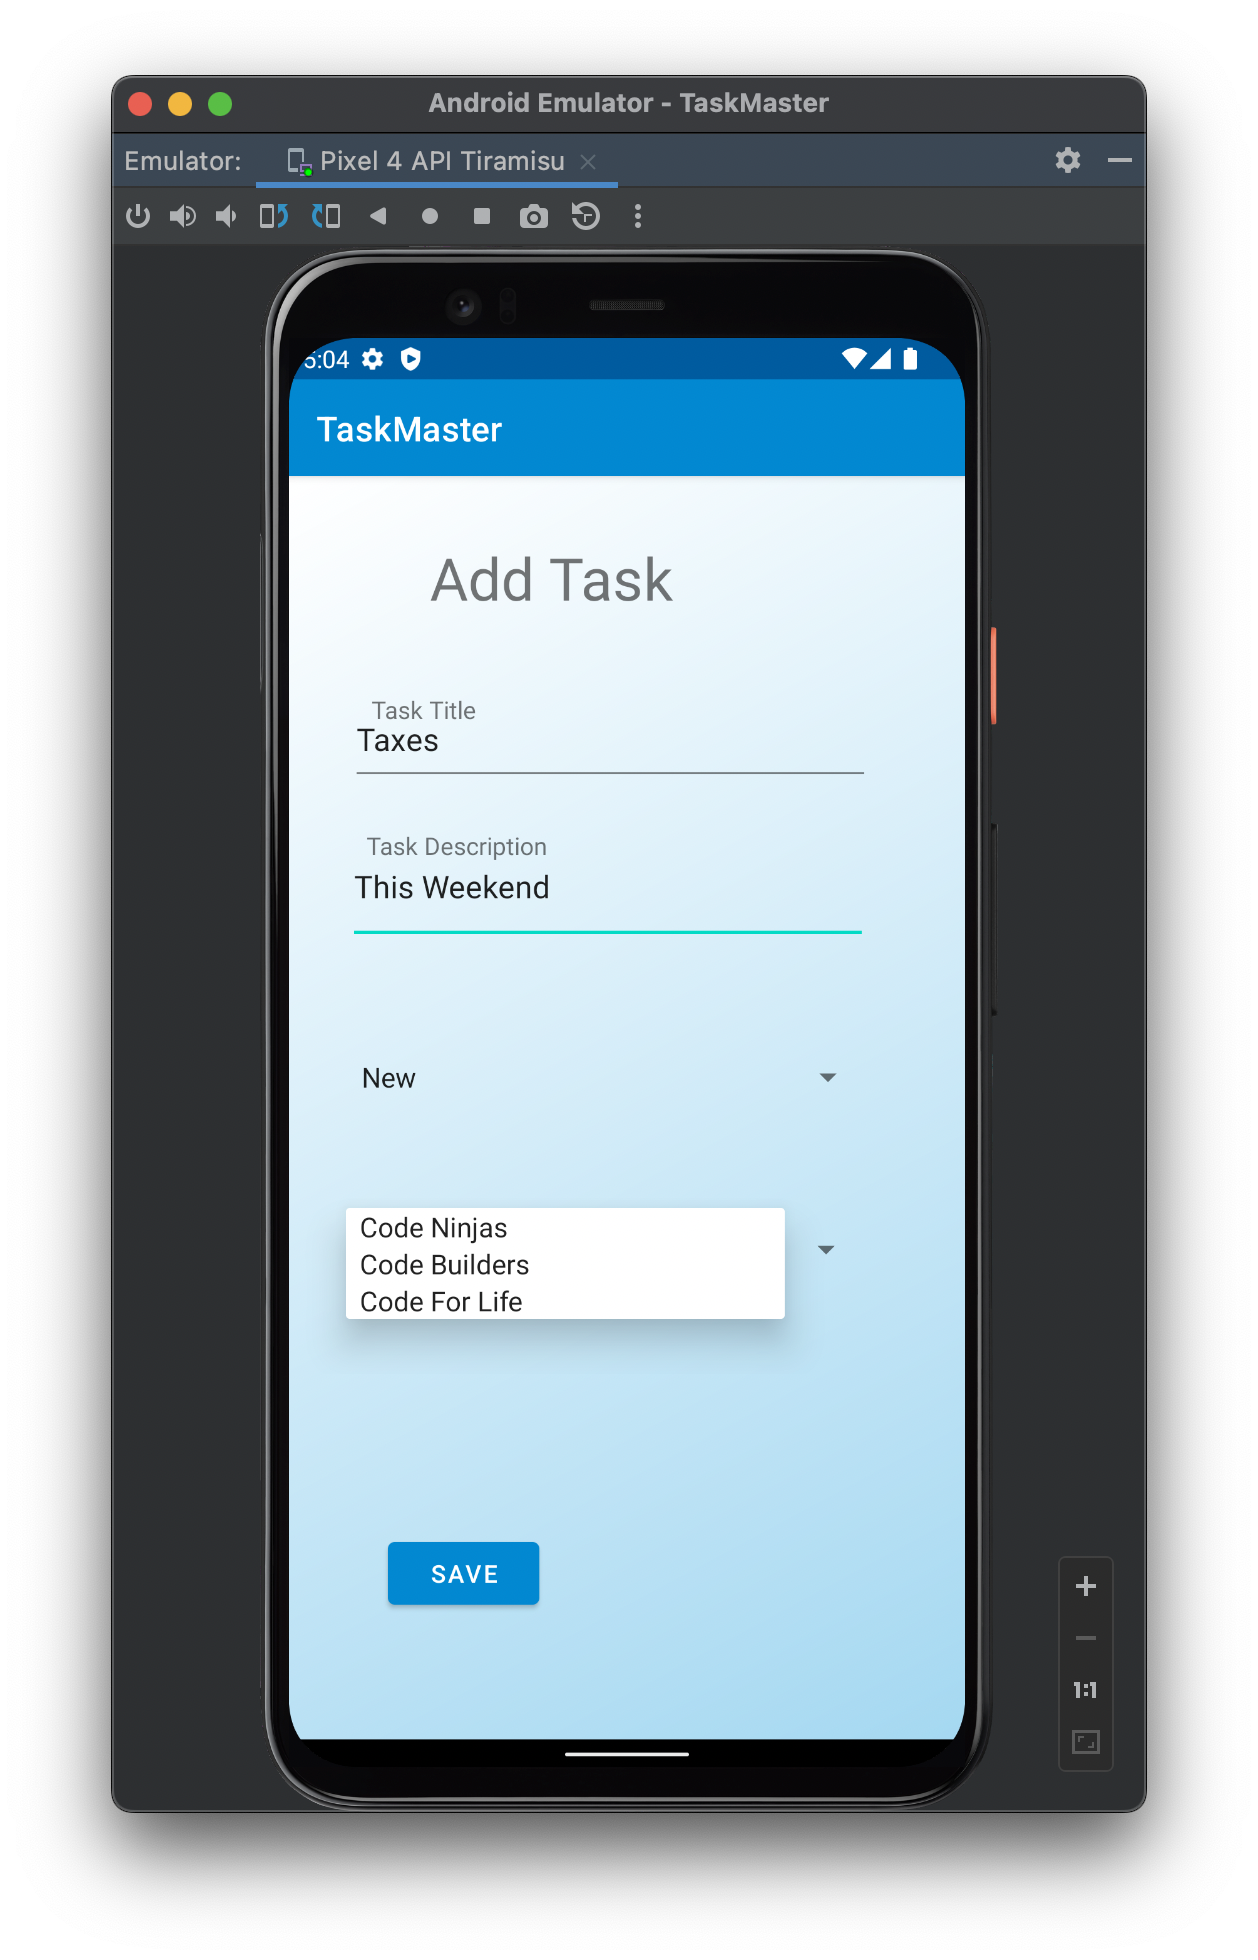 Android Emulator - TaskMaster
Emulator: Pixel 4 API Tiramisu
5:04
TaskMaster
Add Task
Task Title
Taxes
Task Description
This Weekend
New
Code Ninjas
Code Builders
Code For Life
SAVE
1:1